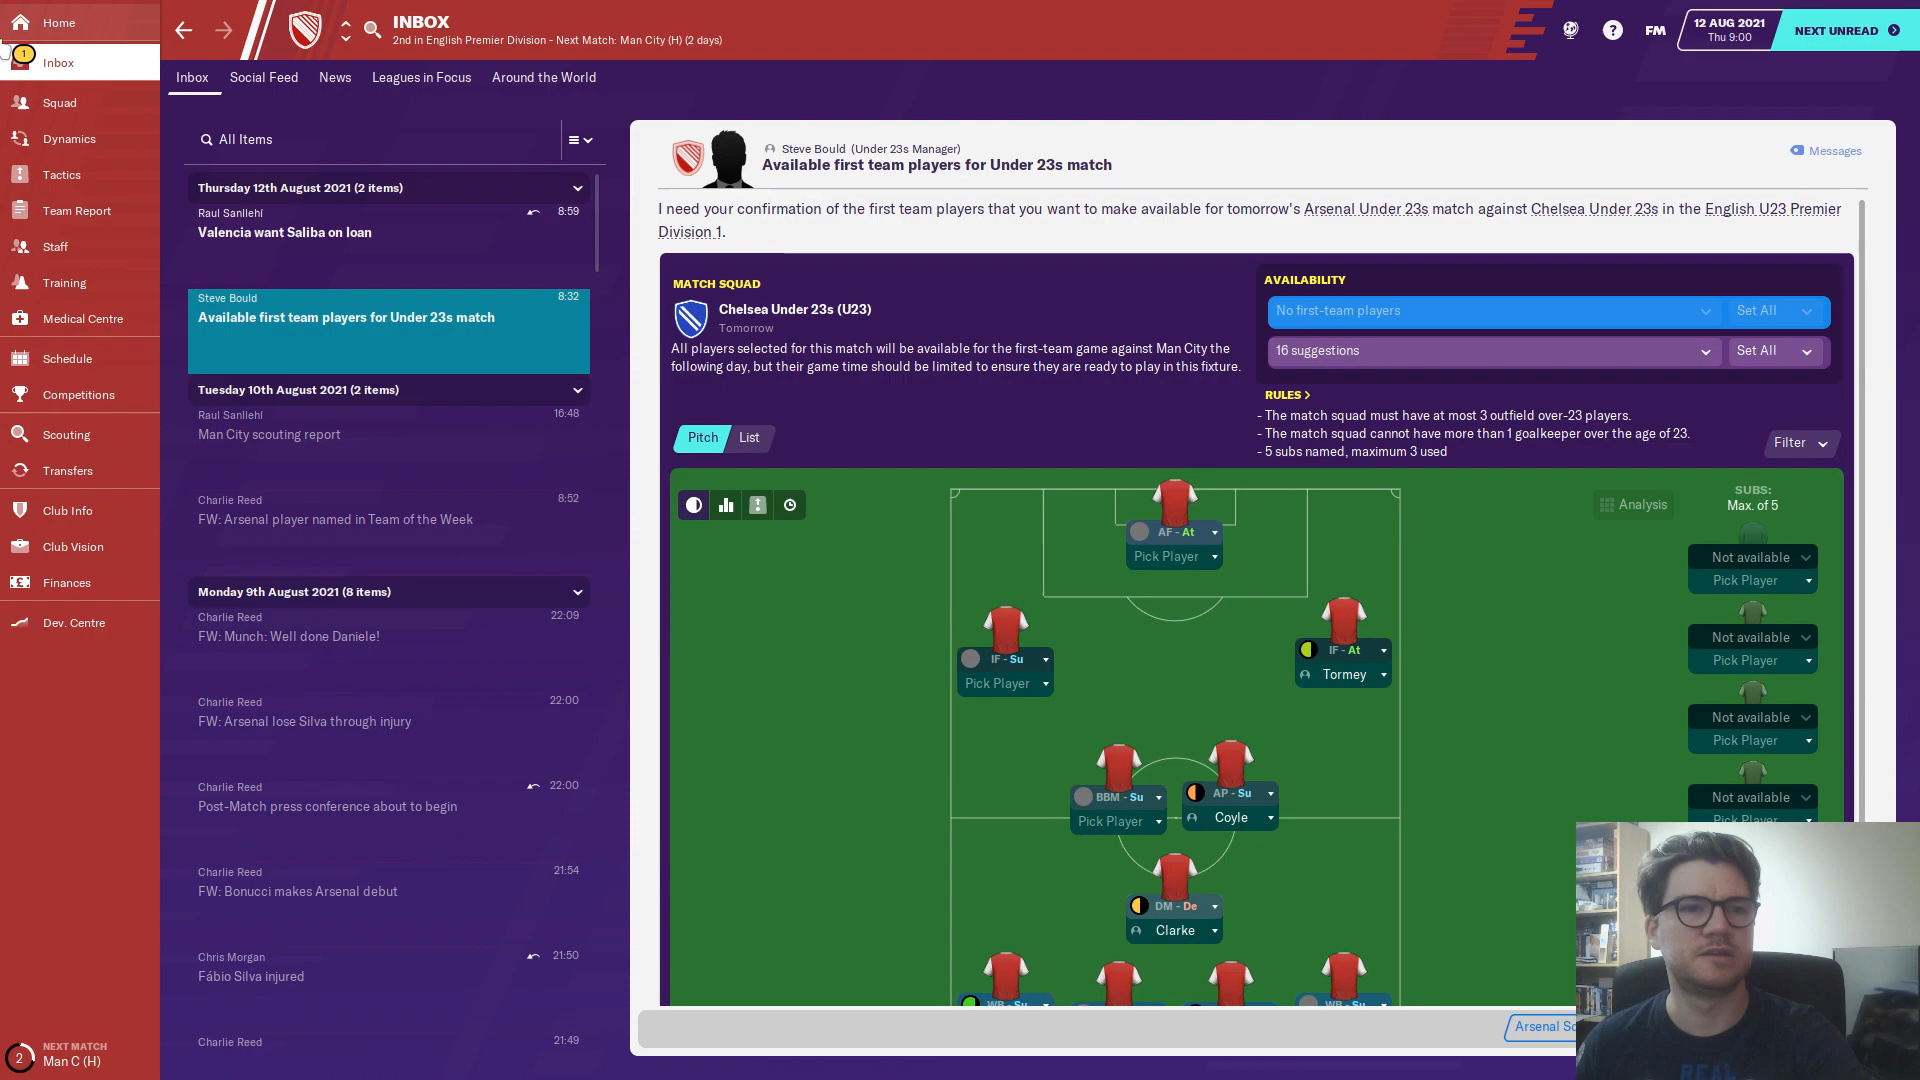 Home
1
Inbox
Squad
Dynamics
Tactics
Team Report
Staff
Training
Medical Centre
Schedule
Competitions
Scouting
Transfers
Club Info
Club Vision
Finances
Dev. Centre
2
NEXT MATCH
Man C (H)
INBOX
2nd in English Premier Division - Next Match: Man City (H) (2 days)
?
FM
12 AUG 2021
Thu 9:00
NEXT UNREAD
Inbox
Social Feed
News
Leagues in Focus
Around the World
All Items
Thursday 12th August 2021 (2 items)
Raul Sanllehí
8:59
Valencia want Saliba on loan
Steve Bould
8:32
Available first team players for Under 23s match
Tuesday 10th August 2021 (2 items)
Raul Sanllehí
16:48
Man City scouting report
Charlie Reed
8:52
FW: Arsenal player named in Team of the Week
Monday 9th August 2021 (8 items)
Charlie Reed
22:09
FW: Munch: Well done Daniele!
Charlie Reed
22:00
FW: Arsenal lose Silva through injury
Charlie Reed
22:00
Post-Match press conference about to begin
Charlie Reed
21:54
FW: Bonucci makes Arsenal debut
Chris Morgan
21:50
Fábio Silva injured
Charlie Reed
21:49
Steve Bould (Under 23s Manager)
Available first team players for Under 23s match
Messages
I need your confirmation of the first team players that you want to make available for tomorrow's Arsenal Under 23s match against Chelsea Under 23s in the English U23 Premier
Division 1.
MATCH SQUAD
Chelsea Under 23s (U23)
Tomorrow
All players selected for this match will be available for the first-team game against Man City the
following day, but their game time should be limited to ensure they are ready to play in this fixture.
AVAILABILITY
No first-team players
Set All
16 suggestions
Set All
RULES >
- The match squad must have at most 3 outfield over-23 players.
- The match squad cannot have more than 1 goalkeeper over the age of 23.
- 5 subs named, maximum 3 used
Filter
Pitch
List
Analysis
SUBS:
Max. of 5
Not available
Pick Player
Not available
Pick Player
Not available
Pick Player
Not available
Pick Player
AF - At
Pick Player
IF - Su
Pick Player
IF - At
Tormey
BBM - Su
Pick Player
AP - Su
Coyle
DM - De
Clarke
WB - Su
WB - Su
REAL